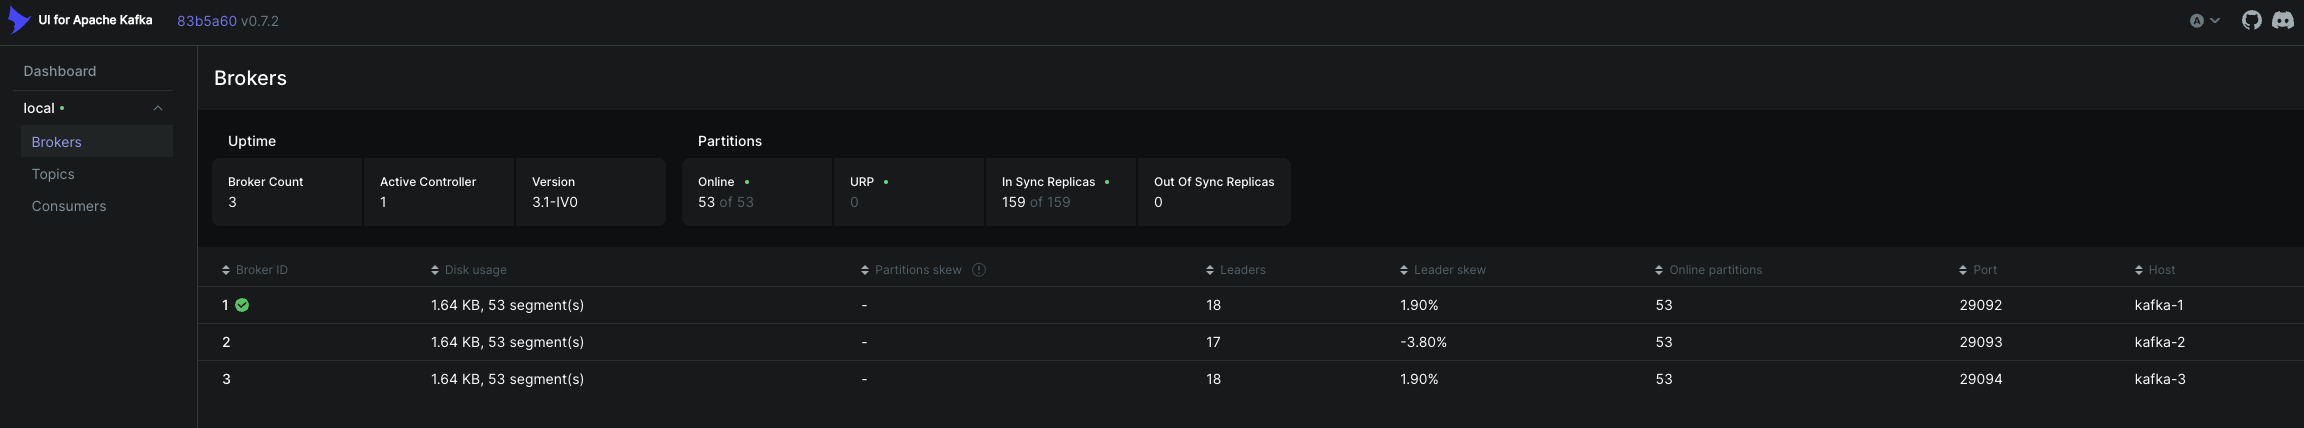 UI for Apache Kafka 83b5a60 v0.7.2 A
Dashboard
local
Brokers
Topics
Consumers
Brokers
Uptime
Broker Count
3
Active Controller
1
Version
3.1-IV0
Partitions
Online
53 of 53
URP
0
In Sync Replicas
159 of 159
Out Of Sync Replicas
0
Broker ID Disk usage Partitions skew Leaders Leader skew Online partitions Port Host
1 1.64 KB, 53 segment(s) - 18 1.90% 53 29092 kafka-1
2 1.64 KB, 53 segment(s) - 17 -3.80% 53 29093 kafka-2
3 1.64 KB, 53 segment(s) - 18 1.90% 53 29094 kafka-3